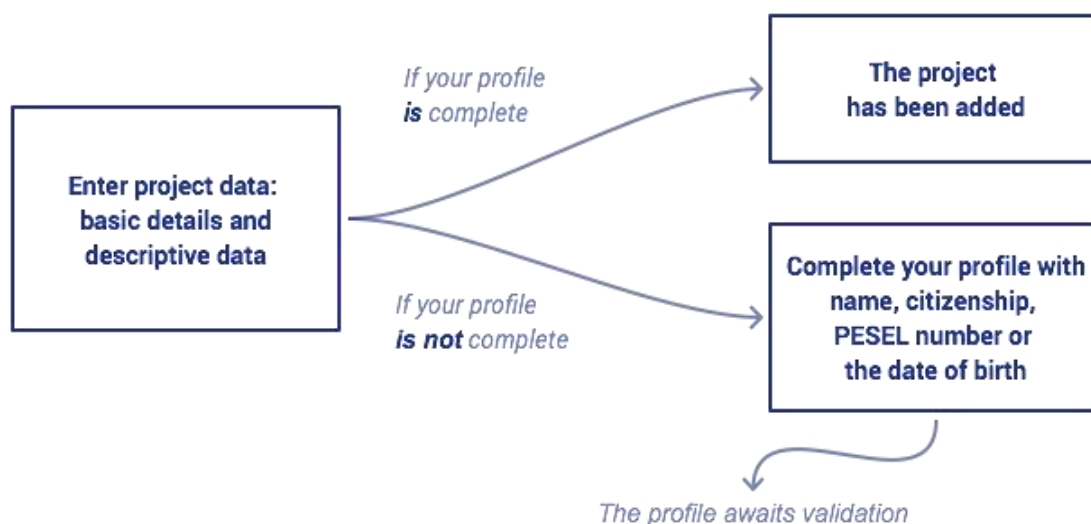 Enter project data:
basic details and
descriptive data
If your profile
is complete
The project
has been added
If your profile
is not complete
Complete your profile with
name, citizenship,
PESEL number or
the date of birth
The profile awaits validation